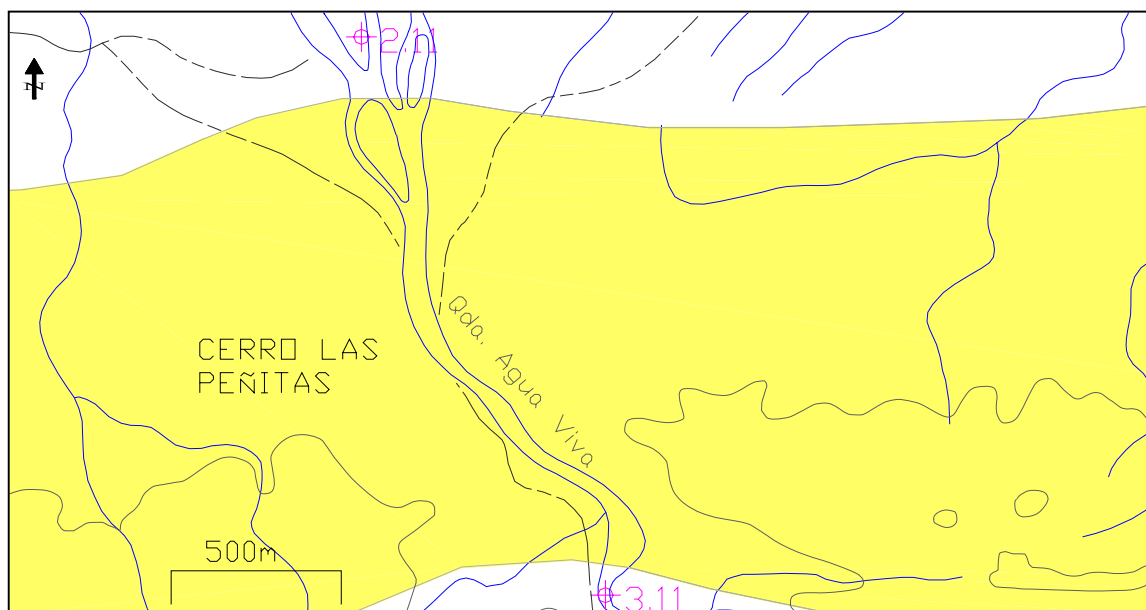 2.11
N
Qda. Agua Viva
CERRO LAS
PEÑITAS
500m
3.11